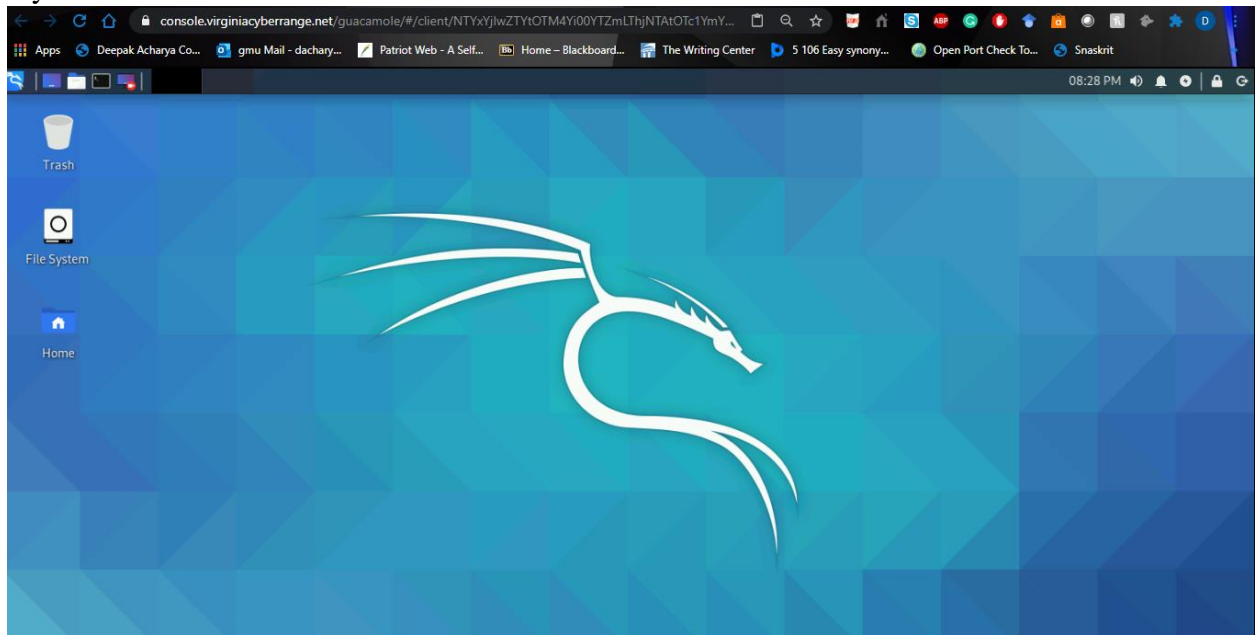 console.virginiacyberrange.net/guacamole/#/client/
Apps Deepak Acharya Co... gmu Mail - dachary... Patriot Web - A Self... Bb Home – Blackboard... The Writing Center 5 106 Easy synony... Open Port Check To... Snaskrit
08:28 PM
Trash
File System
Home